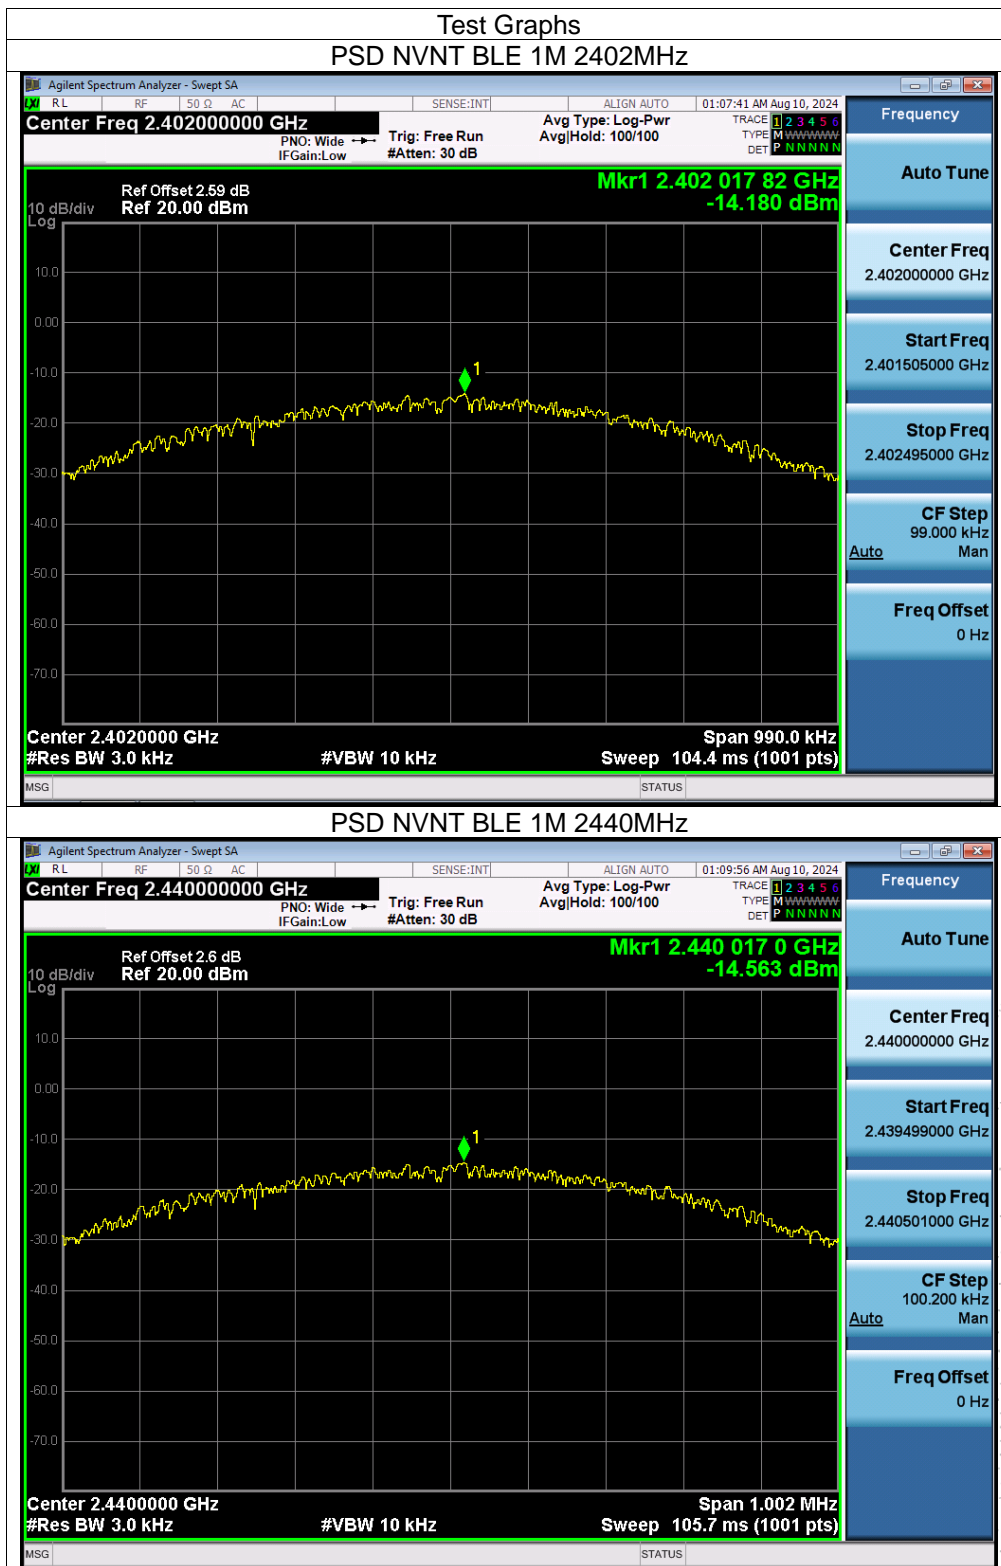 Test Graphs
PSD NVNT BLE 1M 2402MHz
Agilent Spectrum Analyzer - Swept SA
LXI RL RF 50 Ω AC SENSE:INT ALIGN AUTO 01:07:41 AM Aug 10, 2024
Center Freq 2.402000000 GHz
PNO: Wide
IFGain:Low
Trig: Free Run
#Atten: 30 dB
Avg Type: Log-Pwr
Avg|Hold: 100/100
TRACE 1 2 3 4 5 6
TYPE M WWWWW
DET P N N N N N
Frequency
Auto Tune
Center Freq
2.402000000 GHz
Start Freq
2.401505000 GHz
Stop Freq
2.402495000 GHz
CF Step
99.000 kHz
Auto Man
Freq Offset
0 Hz
Mkr1 2.402 017 82 GHz
-14.180 dBm
Ref Offset 2.59 dB
10 dB/div Ref 20.00 dBm
Log
10.0
0.00
-10.0
1
-20.0
-30.0
-40.0
-50.0
-60.0
-70.0
Center 2.4020000 GHz Span 990.0 kHz
#Res BW 3.0 kHz #VBW 10 kHz Sweep 104.4 ms (1001 pts)
MSG STATUS
PSD NVNT BLE 1M 2440MHz
Agilent Spectrum Analyzer - Swept SA
LXI RL RF 50 Ω AC SENSE:INT ALIGN AUTO 01:09:56 AM Aug 10, 2024
Center Freq 2.440000000 GHz
PNO: Wide
IFGain:Low
Trig: Free Run
#Atten: 30 dB
Avg Type: Log-Pwr
Avg|Hold: 100/100
TRACE 1 2 3 4 5 6
TYPE M WWWWW
DET P N N N N N
Frequency
Auto Tune
Center Freq
2.440000000 GHz
Start Freq
2.439499000 GHz
Stop Freq
2.440501000 GHz
CF Step
100.200 kHz
Auto Man
Freq Offset
0 Hz
Mkr1 2.440 017 0 GHz
-14.563 dBm
Ref Offset 2.6 dB
10 dB/div Ref 20.00 dBm
Log
10.0
0.00
-10.0
1
-20.0
-30.0
-40.0
-50.0
-60.0
-70.0
Center 2.4400000 GHz Span 1.002 MHz
#Res BW 3.0 kHz #VBW 10 kHz Sweep 105.7 ms (1001 pts)
MSG STATUS